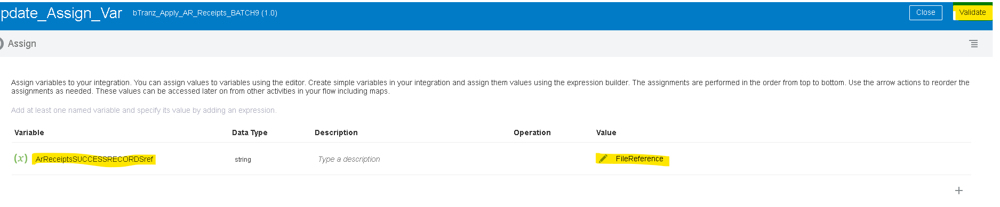 pdate_Assign_Var bTranz_Apply_AR_Receipts_BATCH9 (1.0) Close Validate
Assign
Assign variables to your integration. You can assign values to variables using the editor. Create simple variables in your integration and assign them values using the expression builder. The assignments are performed in the order from top to bottom. Use the arrow actions to reorder the
assignments as needed. These values can be accessed later on from other activities in your flow including maps.
Add at least one named variable and specify its value by adding an expression.
Variable Data Type Description Operation Value
(x) ArReceiptsSUCCESSRECORDSref string Type a description FileReference